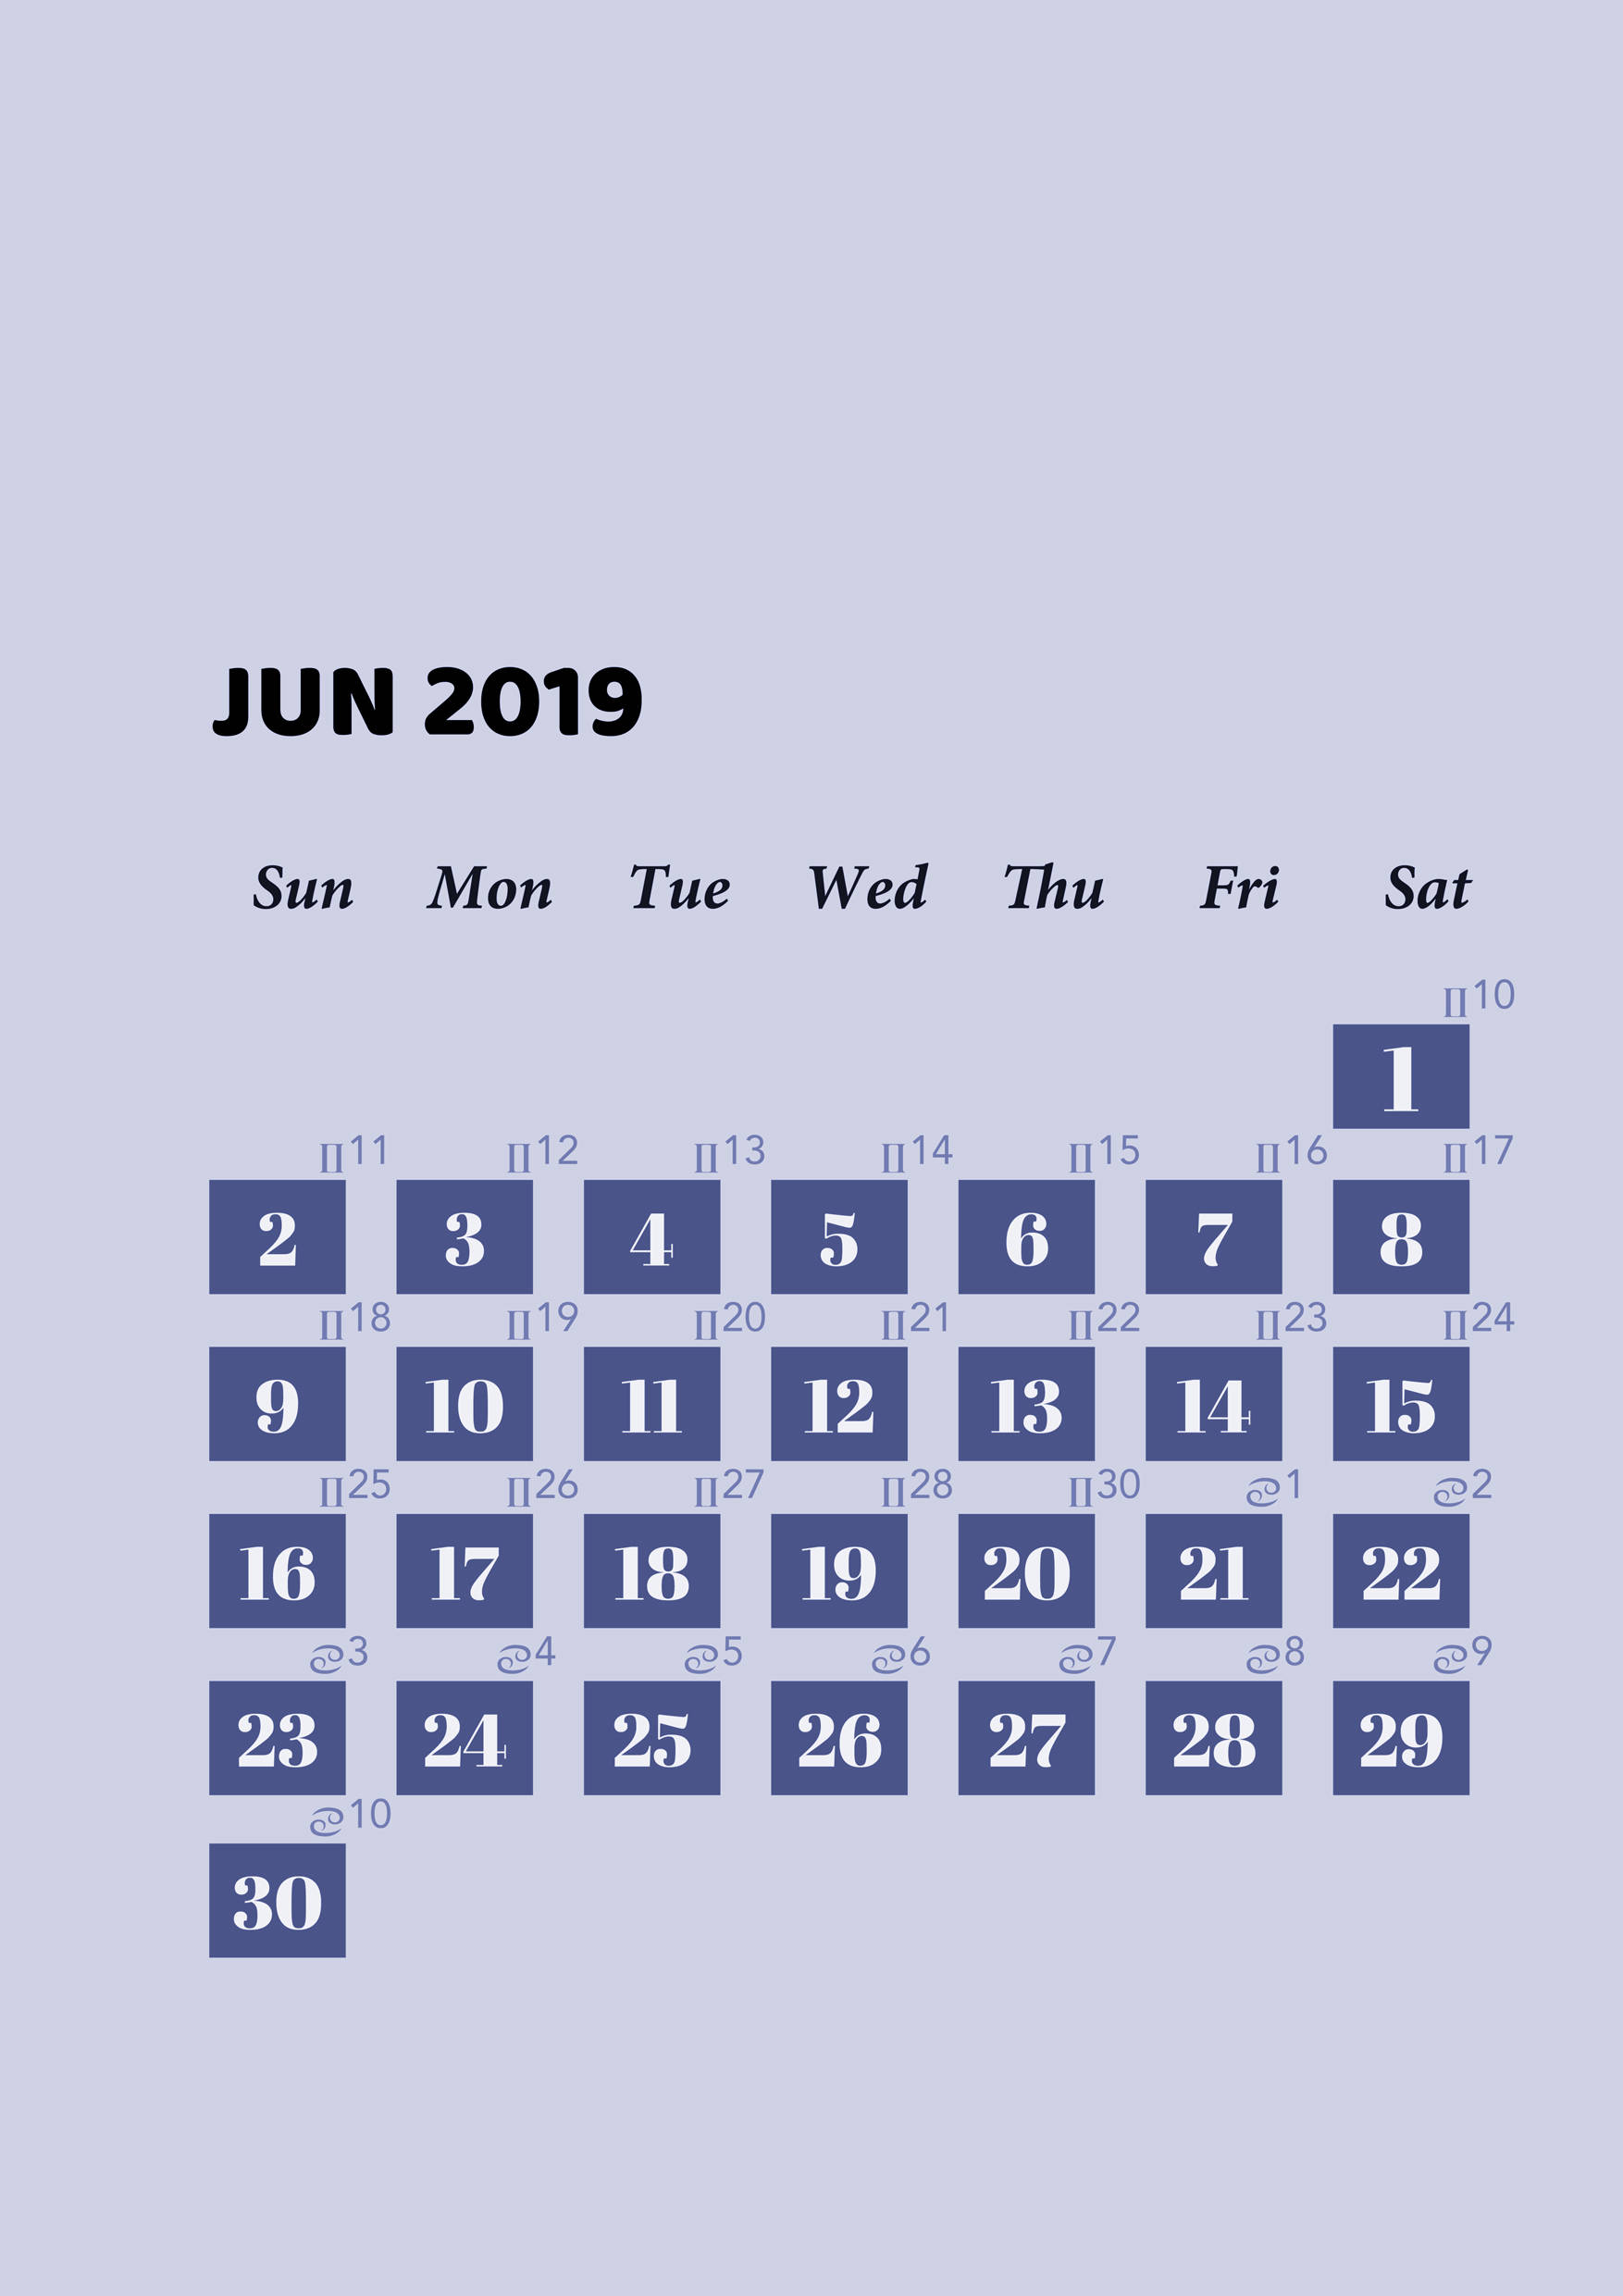 JUN 2019
Sun Mon Tue Wed Thu Fri Sat
♊10
1
♊11 ♊12 ♊13 ♊14 ♊15 ♊16 ♊17
2 3 4 5 6 7 8
♊18 ♊19 ♊20 ♊21 ♊22 ♊23 ♊24
9 10 11 12 13 14 15
♊25 ♊26 ♊27 ♊28 ♊30 ♋1 ♋2
16 17 18 19 20 21 22
♋3 ♋4 ♋5 ♋6 ♋7 ♋8 ♋9
23 24 25 26 27 28 29
♋10
30